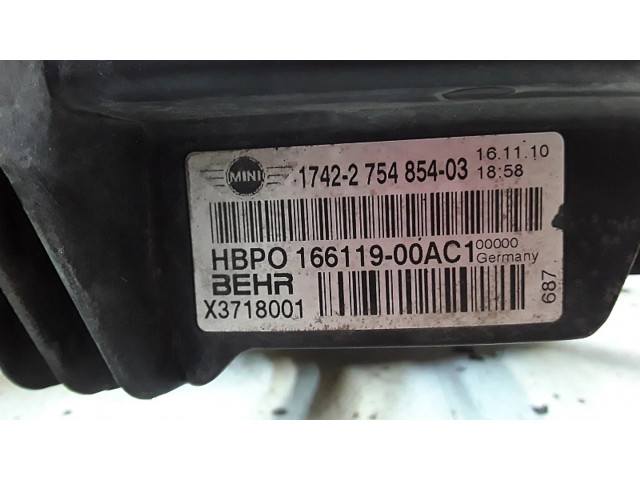 MINI 1742-2 754 854-03 16.11.10
18:58
HBPO 166119-00AC1 00000
Germany
BEHR
X3718001
687